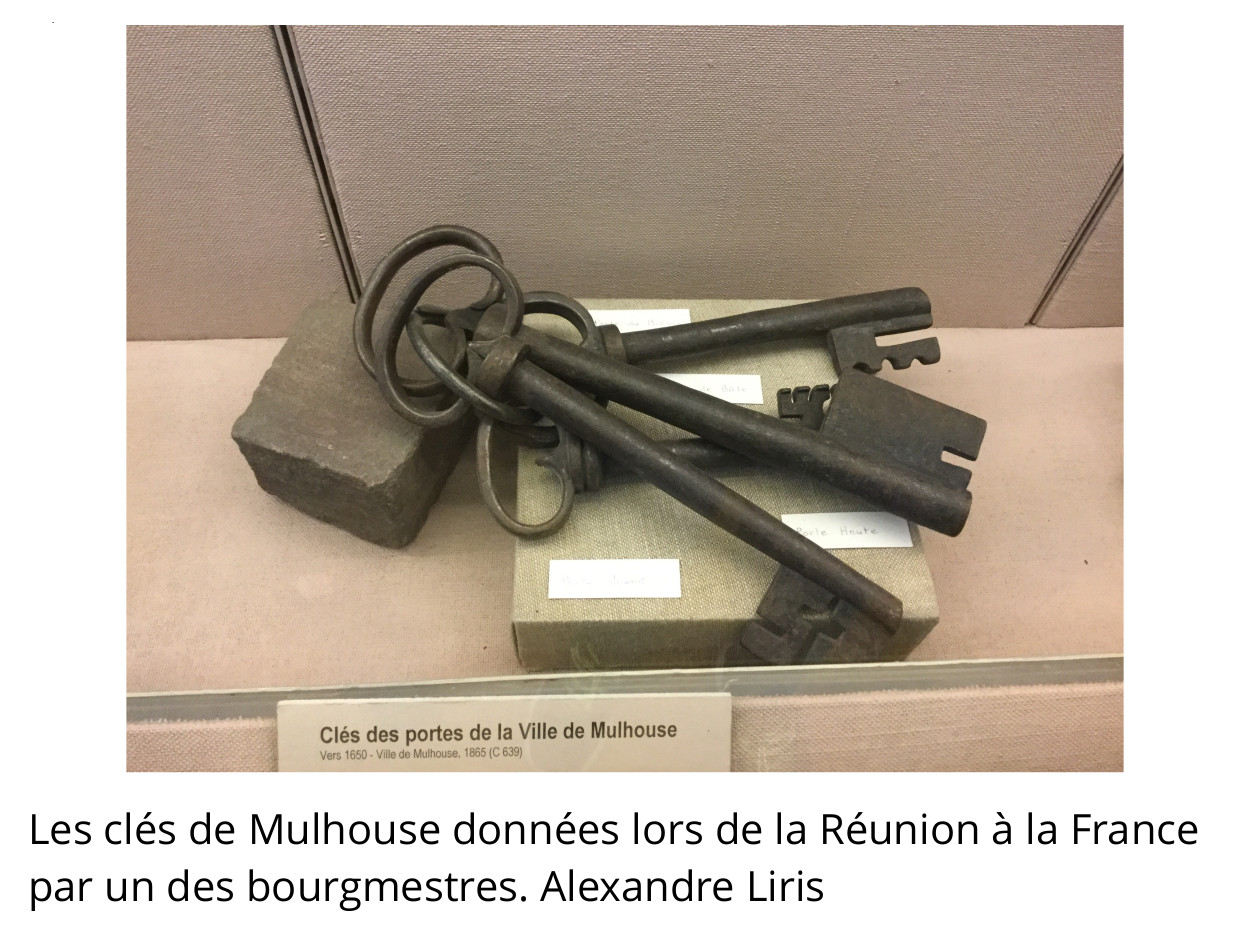 Porte Haute
Clés des portes de la Ville de Mulhouse
Vers 1650 - Ville de Mulhouse, 1865 (C 639)
Les clés de Mulhouse données lors de la Réunion à la France
par un des bourgmestres. Alexandre Liris